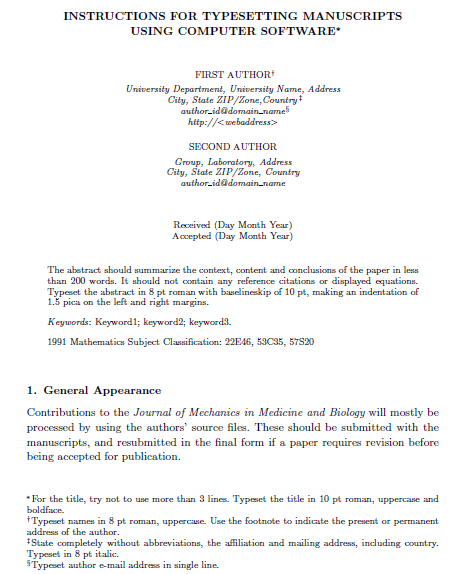 INSTRUCTIONS FOR TYPESETTING MANUSCRIPTS
USING COMPUTER SOFTWARE*
FIRST AUTHOR†
University Department, University Name, Address
City, State ZIP/Zone,Country‡
author_id@domain_name§
http://<webaddress>
SECOND AUTHOR
Group, Laboratory, Address
City, State ZIP/Zone, Country
author_id@domain_name
Received (Day Month Year)
Accepted (Day Month Year)
The abstract should summarize the context, content and conclusions of the paper in less
than 200 words. It should not contain any reference citations or displayed equations.
Typeset the abstract in 8 pt roman with baselineskip of 10 pt, making an indentation of
1.5 pica on the left and right margins.
Keywords: Keyword1; keyword2; keyword3.
1991 Mathematics Subject Classification: 22E46, 53C35, 57S20
1. General Appearance
Contributions to the Journal of Mechanics in Medicine and Biology will mostly be
processed by using the authors' source files. These should be submitted with the
manuscripts, and resubmitted in the final form if a paper requires revision before
being accepted for publication.
*For the title, try not to use more than 3 lines. Typeset the title in 10 pt roman, uppercase and
boldface.
†Typeset names in 8 pt roman, uppercase. Use the footnote to indicate the present or permanent
address of the author.
‡State completely without abbreviations, the affiliation and mailing address, including country.
Typeset in 8 pt italic.
§Typeset author e-mail address in single line.